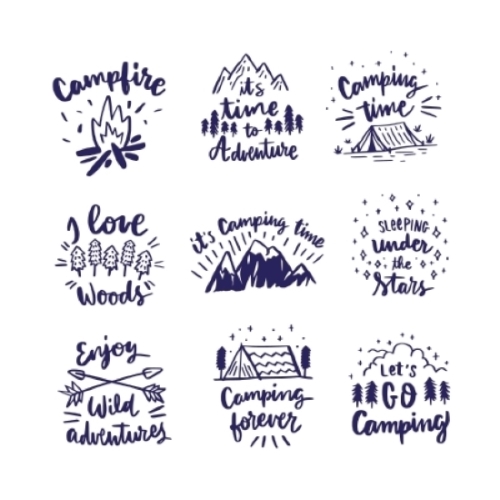 Campfire
it's
time
to
Adventure
Camping
time
I love
Woods
it's Camping time
SLEEPING
under
the
Stars
Enjoy
Wild
adventures
Camping
forever
Let's
GO
Camping